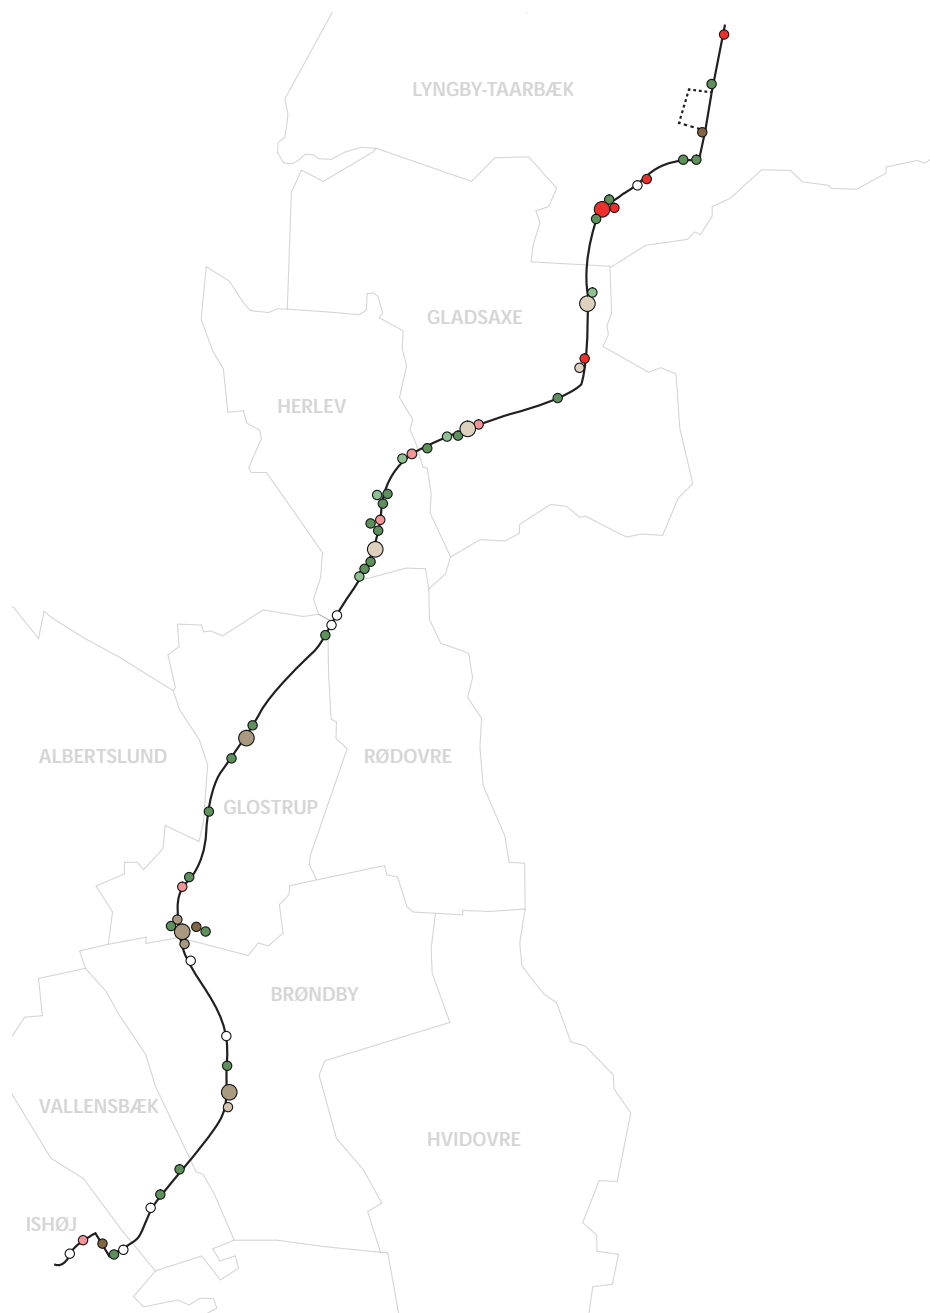 LYNGBY-TAARBÆK
GLADSAXE
HERLEV
ALBERTSLUND
RØDOVRE
GLOSTRUP
BRØNDBY
VALLENSBÆK
HVIDOVRE
ISHØJ